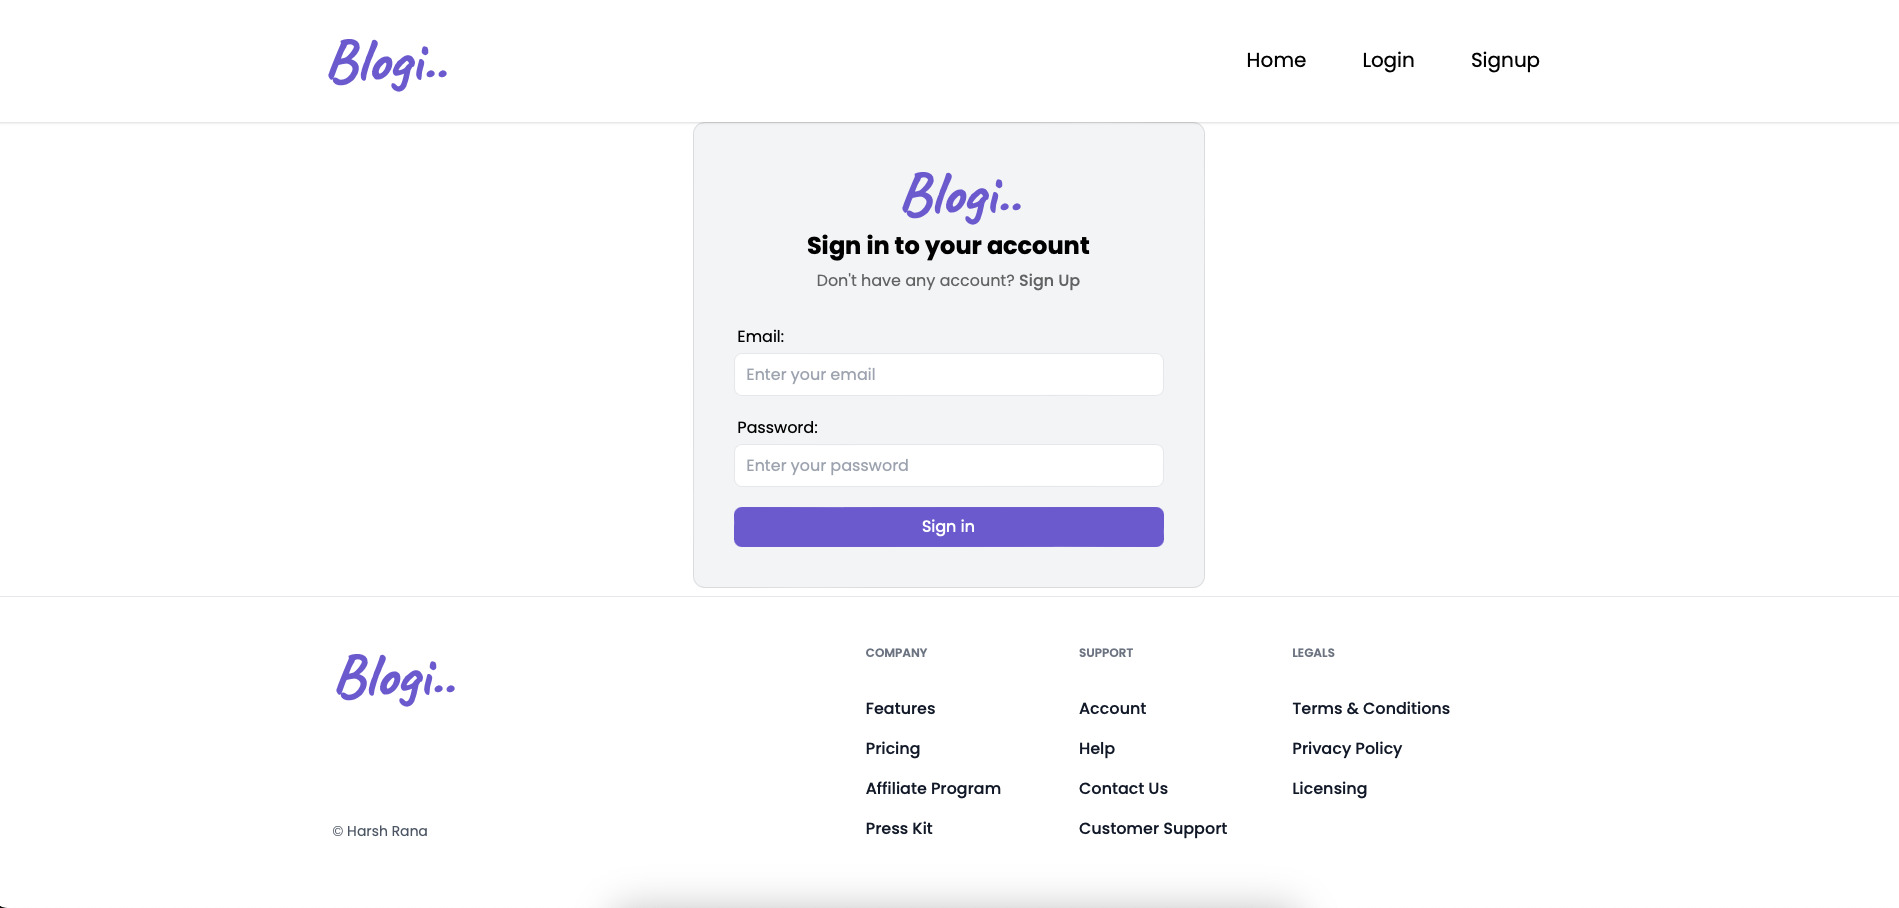 Blogi..
Home Login Signup
Blogi..
Sign in to your account
Don't have any account? Sign Up
Email:
Enter your email
Password:
Enter your password
Sign in
Blogi..
© Harsh Rana
COMPANY
Features
Pricing
Affiliate Program
Press Kit
SUPPORT
Account
Help
Contact Us
Customer Support
LEGALS
Terms & Conditions
Privacy Policy
Licensing